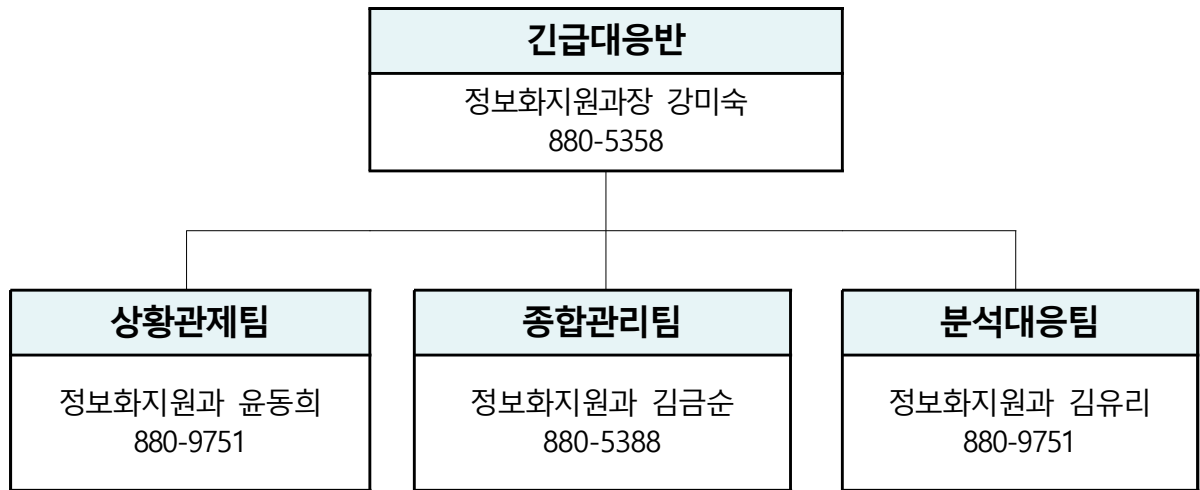 긴급대응반
정보화지원과장 강미숙
880-5358
상황관제팀
정보화지원과 윤동희
880-9751
종합관리팀
정보화지원과 김금순
880-5388
분석대응팀
정보화지원과 김유리
880-9751